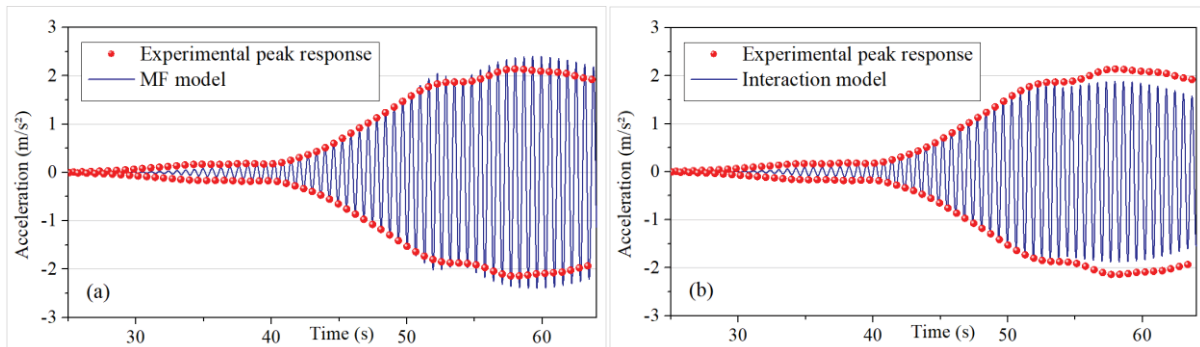 3
Experimental peak response
MF model
2
1
0
-1
-2
-3
Acceleration (m/s²)
(a)
30
40
50
60
Time (s)
3
Experimental peak response
Interaction model
2
1
0
-1
-2
-3
Acceleration (m/s²)
(b)
30
40
50
60
Time (s)